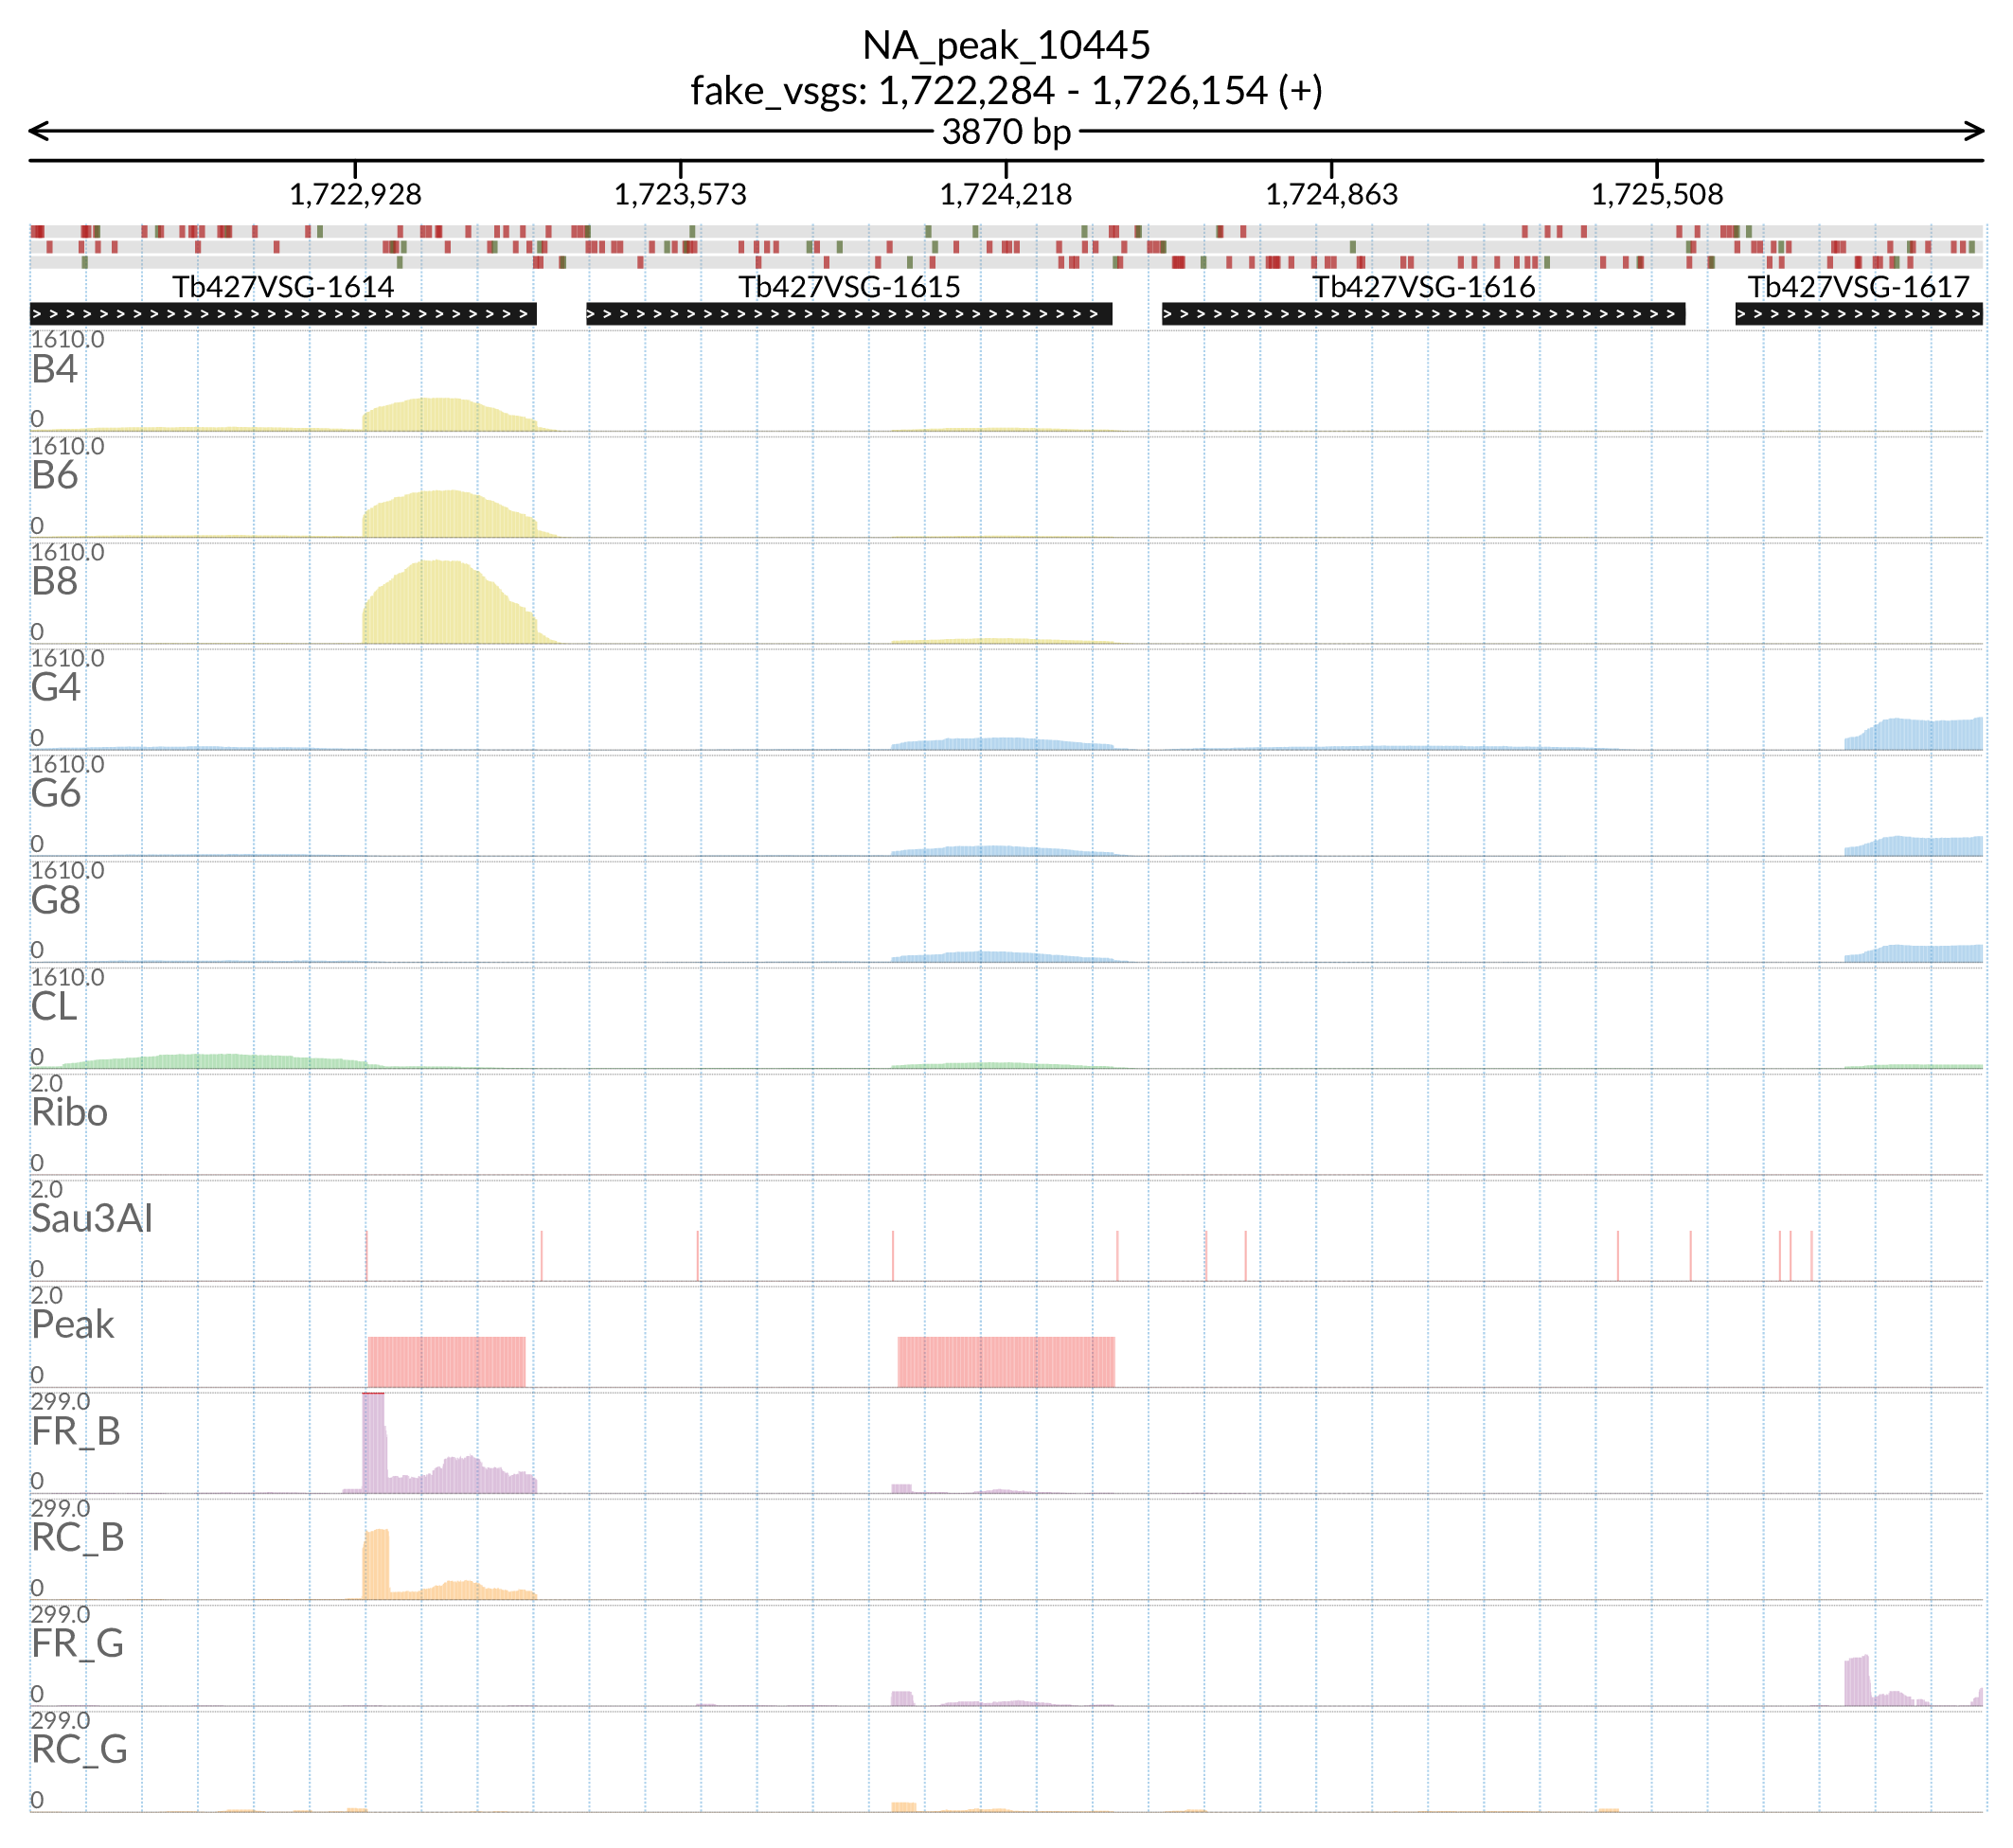 NA_peak_10445
fake_vsgs: 1,722,284 - 1,726,154 (+)
3870 bp
1,722,928 1,723,573 1,724,218 1,724,863 1,725,508
Tb427VSG-1614 Tb427VSG-1615 Tb427VSG-1616 Tb427VSG-1617
1610.0
B4
0
1610.0
B6
0
1610.0
B8
0
1610.0
G4
0
1610.0
G6
0
1610.0
G8
0
1610.0
CL
0
2.0
Ribo
0
2.0
Sau3AI
0
2.0
Peak
0
299.0
FR_B
0
299.0
RC_B
0
299.0
FR_G
0
299.0
RC_G
0